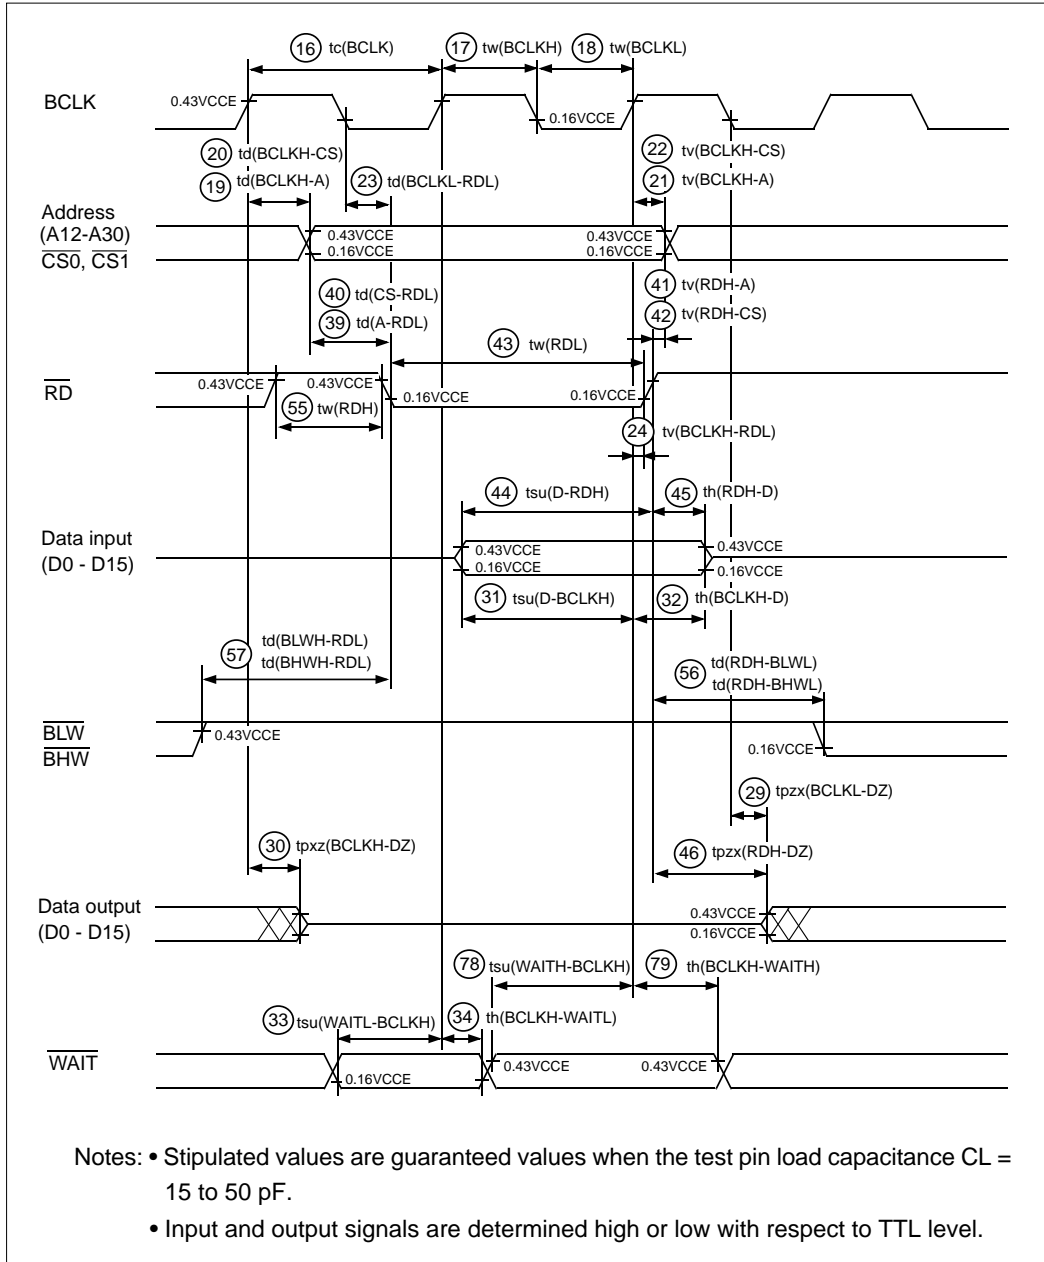 16 tc(BCLK) 17 tw(BCLKH) 18 tw(BCLKL)
BCLK 0.43VCCE 0.16VCCE
20 td(BCLKH-CS) 22 tv(BCLKH-CS)
19 td(BCLKH-A) 23 td(BCLKL-RDL) 21 tv(BCLKH-A)
Address
(A12-A30) 0.43VCCE 0.43VCCE
CS0, CS1 0.16VCCE 0.16VCCE
40 td(CS-RDL) 41 tv(RDH-A)
39 td(A-RDL) 42 tv(RDH-CS)
43 tw(RDL)
RD 0.43VCCE 0.43VCCE 0.16VCCE 0.16VCCE
55 tw(RDH)
24 tv(BCLKH-RDL)
44 tsu(D-RDH) 45 th(RDH-D)
Data input 0.43VCCE 0.43VCCE
(D0 - D15) 0.16VCCE 0.16VCCE
31 tsu(D-BCLKH) 32 th(BCLKH-D)
57 td(BLWH-RDL)
td(BHWH-RDL)
56 td(RDH-BLWL)
td(RDH-BHWL)
BLW 0.43VCCE
BHW 0.16VCCE
29 tpzx(BCLKL-DZ)
30 tpxz(BCLKH-DZ) 46 tpzx(RDH-DZ)
Data output 0.43VCCE
(D0 - D15) 0.16VCCE
78 tsu(WAITH-BCLKH) 79 th(BCLKH-WAITH)
33 tsu(WAITL-BCLKH) 34 th(BCLKH-WAITL)
WAIT 0.16VCCE 0.43VCCE 0.43VCCE
Notes: • Stipulated values are guaranteed values when the test pin load capacitance CL =
15 to 50 pF.
• Input and output signals are determined high or low with respect to TTL level.